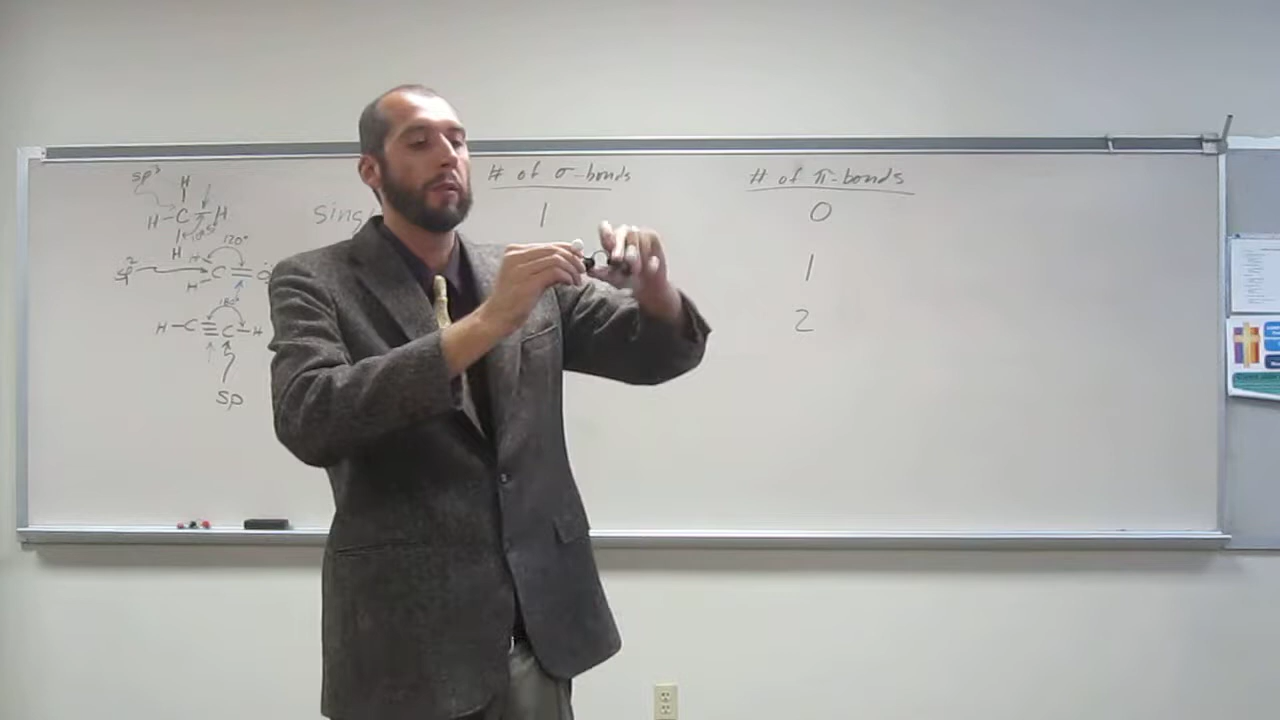 sp³
H
H-C-H
109.5°
H
120°
H
sp² C=O
H
180°
H-C≡C-H
sp
Sing
# of σ-bonds
1
# of π-bonds
0
1
2